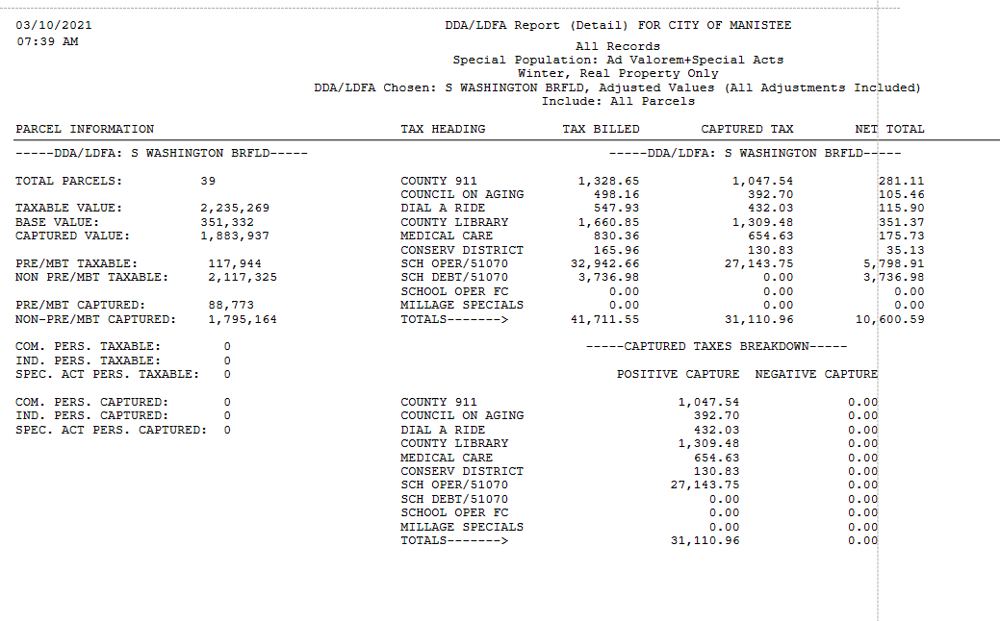 03/10/2021 DDA/LDFA Report (Detail) FOR CITY OF MANISTEE
07:39 AM
All Records
Special Population: Ad Valorem+Special Acts
Winter, Real Property Only
DDA/LDFA Chosen: S WASHINGTON BRFLD, Adjusted Values (All Adjustments Included)
Include: All Parcels
PARCEL INFORMATION TAX HEADING TAX BILLED CAPTURED TAX NET TOTAL
-----DDA/LDFA: S WASHINGTON BRFLD----- -----DDA/LDFA: S WASHINGTON BRFLD-----
TOTAL PARCELS: 39 COUNTY 911 1,328.65 1,047.54 281.11
COUNCIL ON AGING 498.16 392.70 105.46
TAXABLE VALUE: 2,235,269 DIAL A RIDE 547.93 432.03 115.90
BASE VALUE: 351,332 COUNTY LIBRARY 1,660.85 1,309.48 351.37
CAPTURED VALUE: 1,883,937 MEDICAL CARE 830.36 654.63 175.73
CONSERV DISTRICT 165.96 130.83 35.13
PRE/MBT TAXABLE: 117,944 SCH OPER/51070 32,942.66 27,143.75 5,798.91
NON PRE/MBT TAXABLE: 2,117,325 SCH DEBT/51070 3,736.98 0.00 3,736.98
SCHOOL OPER FC 0.00 0.00 0.00
PRE/MBT CAPTURED: 88,773 MILLAGE SPECIALS 0.00 0.00 0.00
NON-PRE/MBT CAPTURED: 1,795,164 TOTALS-------> 41,711.55 31,110.96 10,600.59
COM. PERS. TAXABLE: 0 -----CAPTURED TAXES BREAKDOWN-----
IND. PERS. TAXABLE: 0
SPEC. ACT PERS. TAXABLE: 0 POSITIVE CAPTURE NEGATIVE CAPTURE
COM. PERS. CAPTURED: 0 COUNTY 911 1,047.54 0.00
IND. PERS. CAPTURED: 0 COUNCIL ON AGING 392.70 0.00
SPEC. ACT PERS. CAPTURED: 0 DIAL A RIDE 432.03 0.00
COUNTY LIBRARY 1,309.48 0.00
MEDICAL CARE 654.63 0.00
CONSERV DISTRICT 130.83 0.00
SCH OPER/51070 27,143.75 0.00
SCH DEBT/51070 0.00 0.00
SCHOOL OPER FC 0.00 0.00
MILLAGE SPECIALS 0.00 0.00
TOTALS-------> 31,110.96 0.00